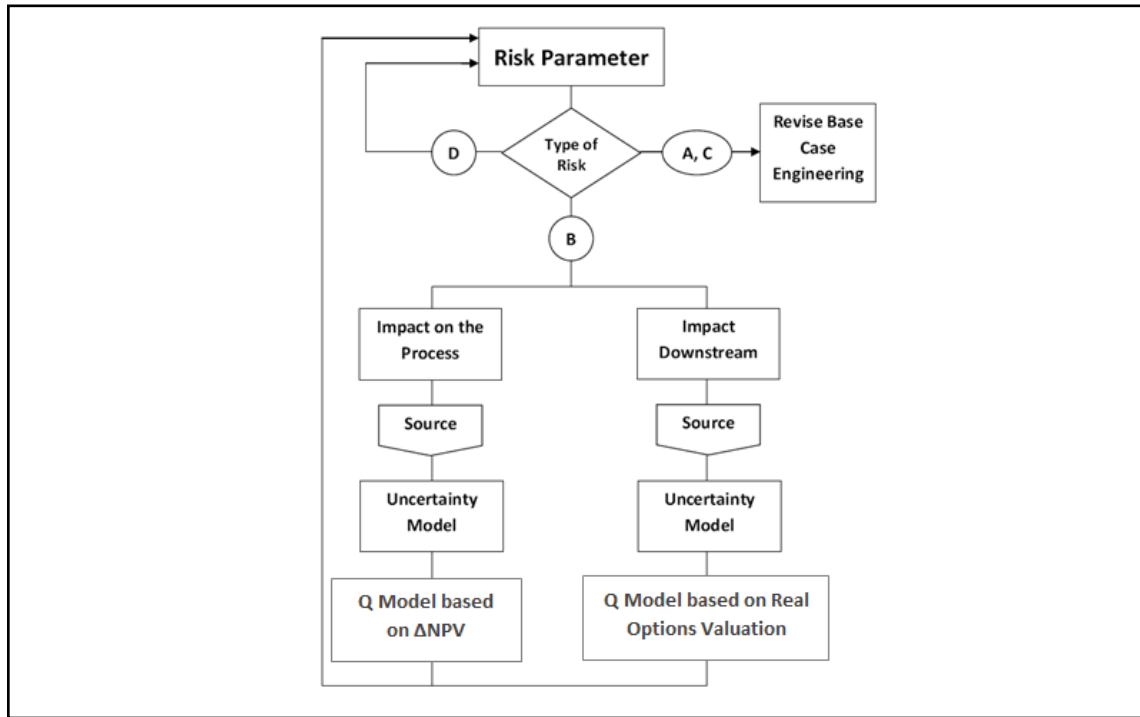 Risk Parameter
Type of
Risk
D
A, C
Revise Base
Case
Engineering
B
Impact on the
Process
Impact
Downstream
Source
Source
Uncertainty
Model
Uncertainty
Model
Q Model based
on ΔNPV
Q Model based on Real
Options Valuation